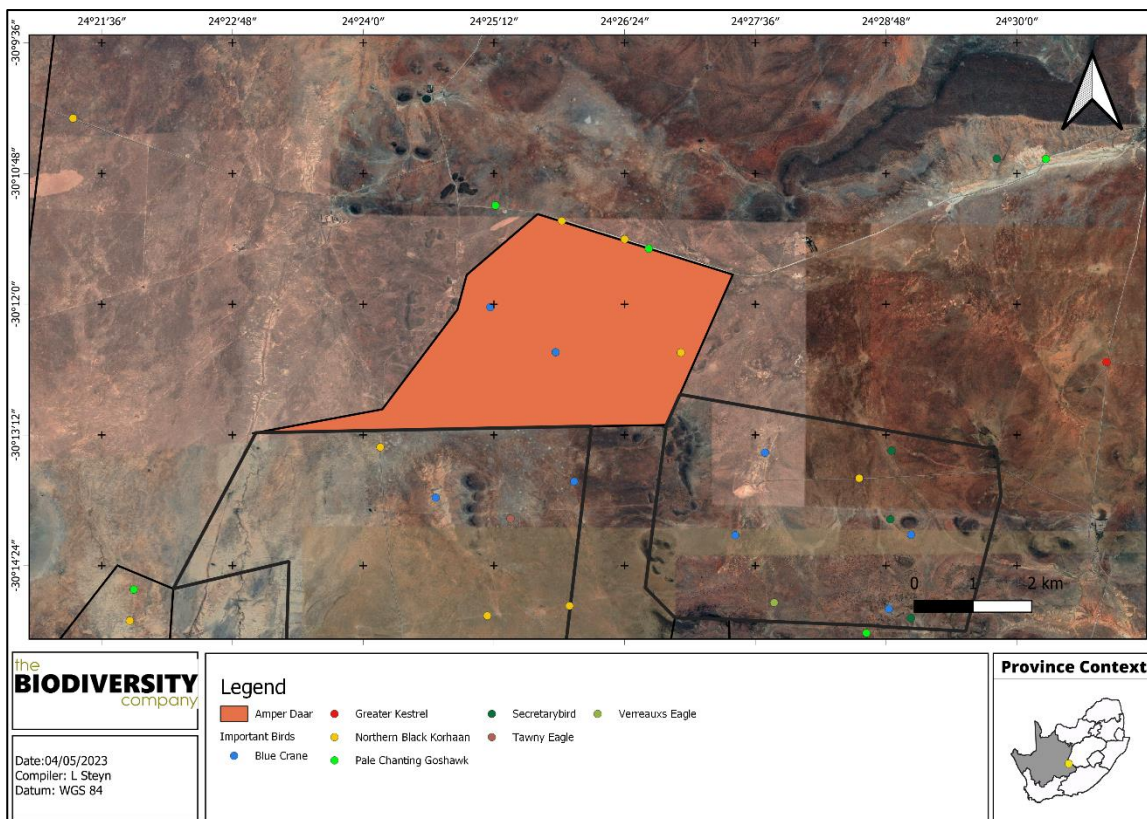 24°21′36″ 24°22′48″ 24°24′0″ 24°25′12″ 24°26′24″ 24°27′36″ 24°28′48″ 24°30′0″
-30°9′36″
-30°10′48″
-30°12′0″
-30°13′12″
-30°14′24″
0 1 2 km
the
BIODIVERSITY
company
Date:04/05/2023
Compiler: L Steyn
Datum: WGS 84
Legend
Amper Daar
Important Birds
Blue Crane
Greater Kestrel
Northern Black Korhaan
Pale Chanting Goshawk
Secretarybird
Tawny Eagle
Verreauxs Eagle
Province Context